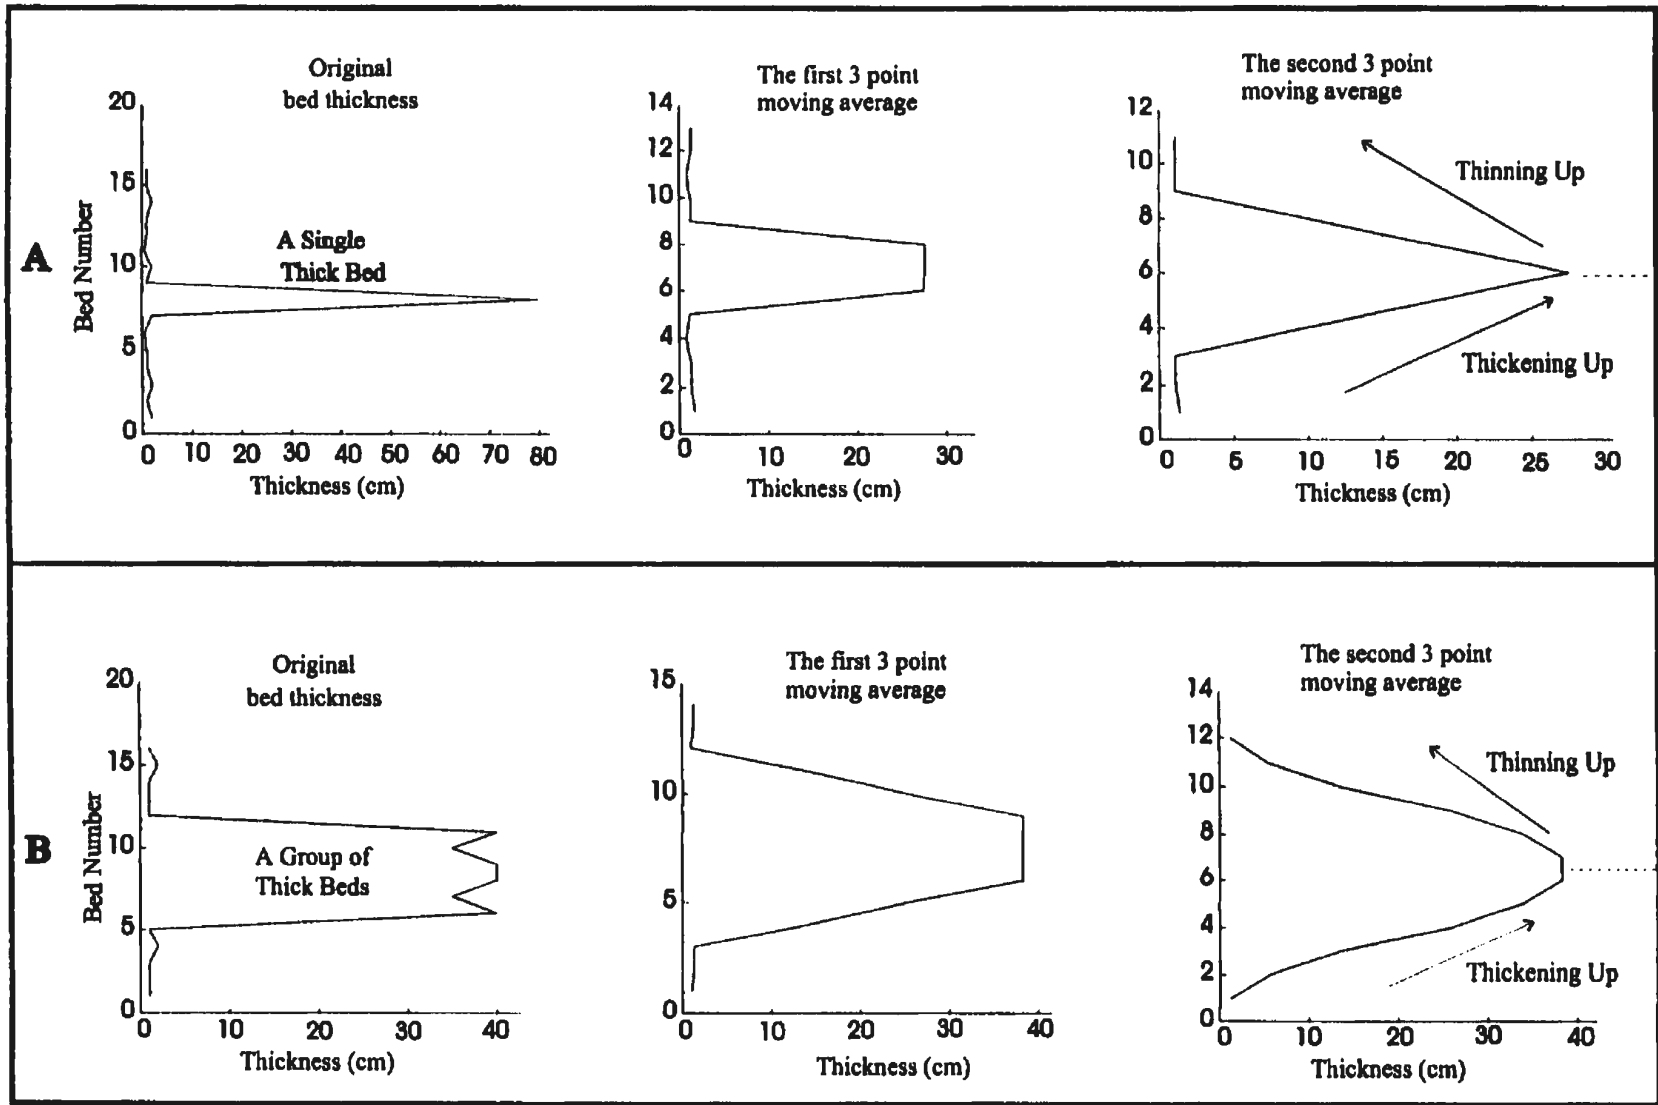 A
Original
bed thickness
20
15
10
5
0
Bed Number
A Single
Thick Bed
0 10 20 30 40 50 60 70 80
Thickness (cm)
The first 3 point
moving average
14
12
10
8
6
4
2
0
0 10 20 30
Thickness (cm)
The second 3 point
moving average
12
10
8
6
4
2
0
Thinning Up
Thickening Up
0 5 10 15 20 25 30
Thickness (cm)
B
Original
bed thickness
20
15
10
5
0
Bed Number
A Group of
Thick Beds
0 10 20 30 40
Thickness (cm)
The first 3 point
moving average
15
10
5
0
0 10 20 30 40
Thickness (cm)
The second 3 point
moving average
14
12
10
8
6
4
2
0
Thinning Up
Thickening Up
0 10 20 30 40
Thickness (cm)